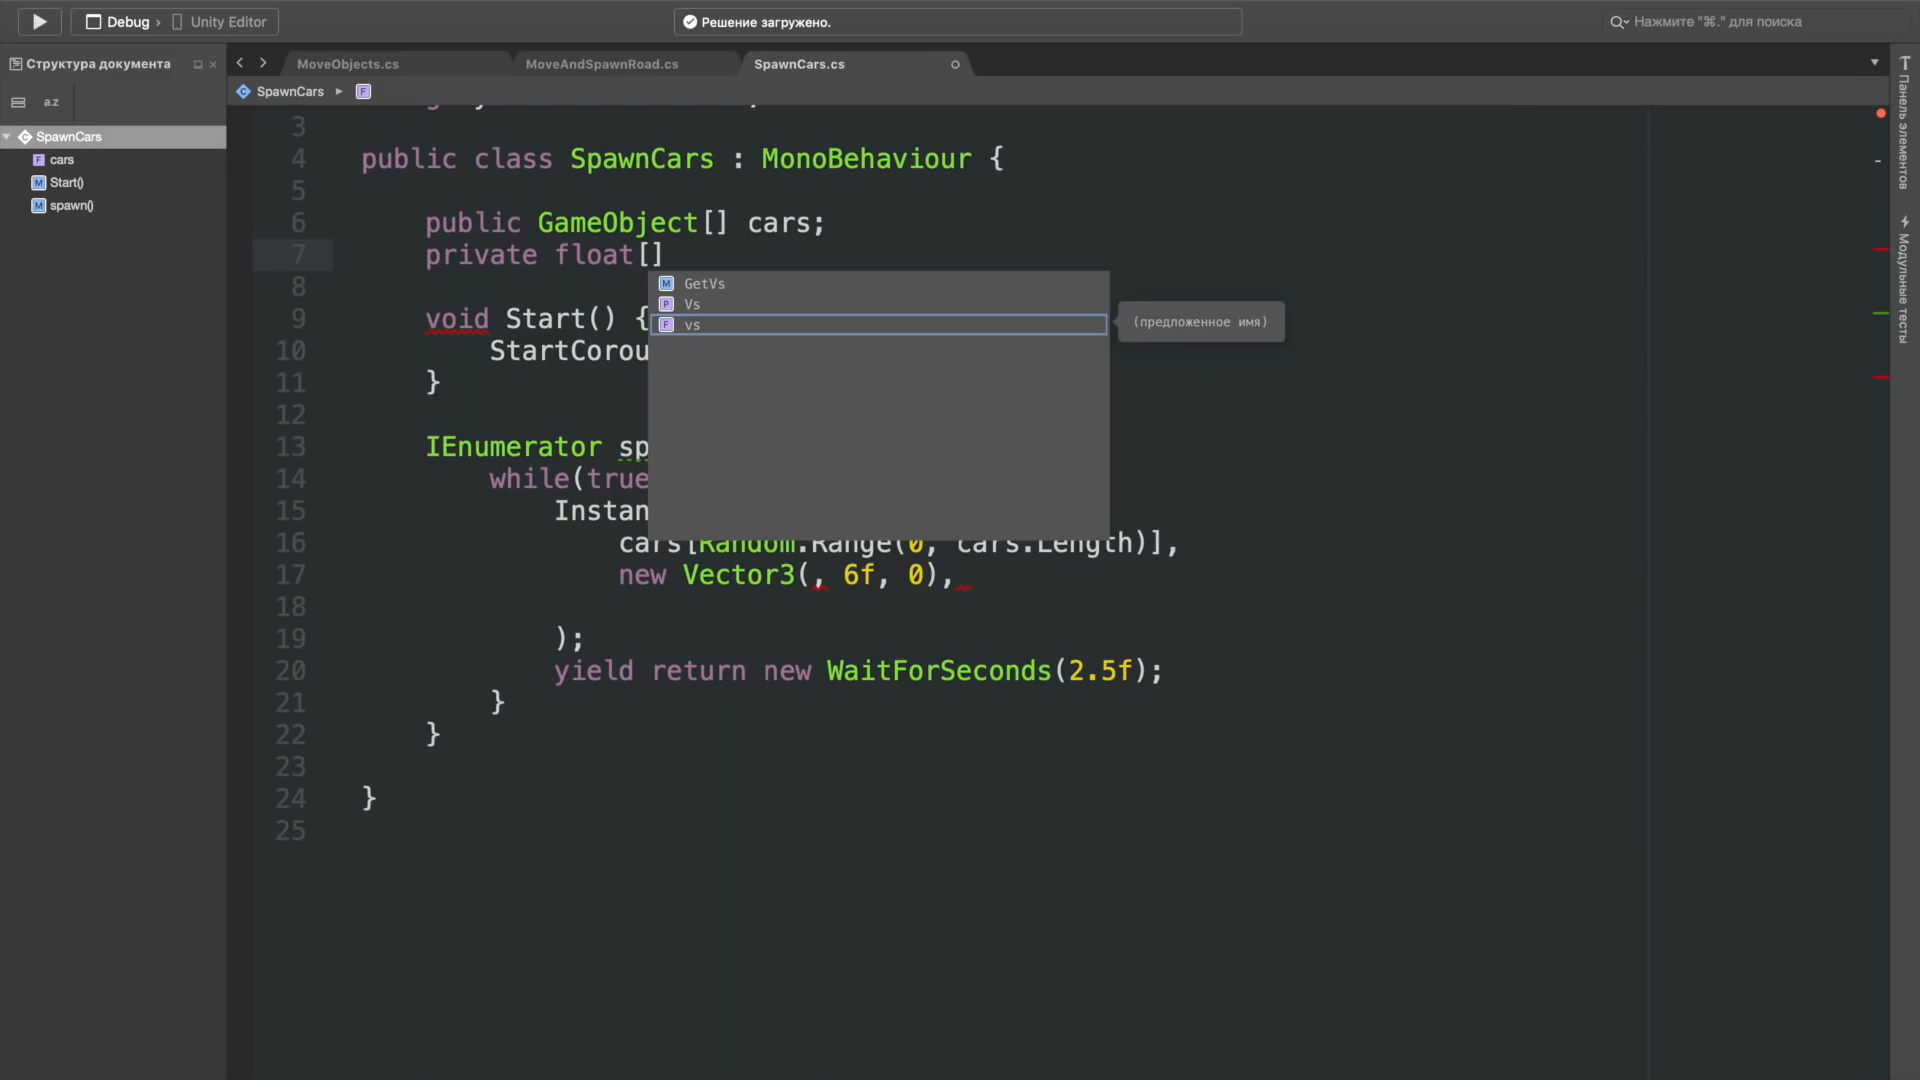 Debug › Unity Editor
Решение загружено.
Нажмите "⌘." для поиска
Структура документа
MoveObjects.cs
MoveAndSpawnRoad.cs
SpawnCars.cs
SpawnCars
F
a.z
SpawnCars
F cars
M Start()
M spawn()
3
4 public class SpawnCars : MonoBehaviour {
5
6 public GameObject[] cars;
7 private float[]
M GetVs
P Vs
F vs
(предложенное имя)
8
9 void Start() {
10 StartCorou
11 }
12
13 IEnumerator sp
14 while(true
15 Instan
16 cars[Random.Range(0, cars.Length)],
17 new Vector3(, 6f, 0),
18
19 );
20 yield return new WaitForSeconds(2.5f);
21 }
22 }
23
24 }
25
Панель элементов
Модульные тесты